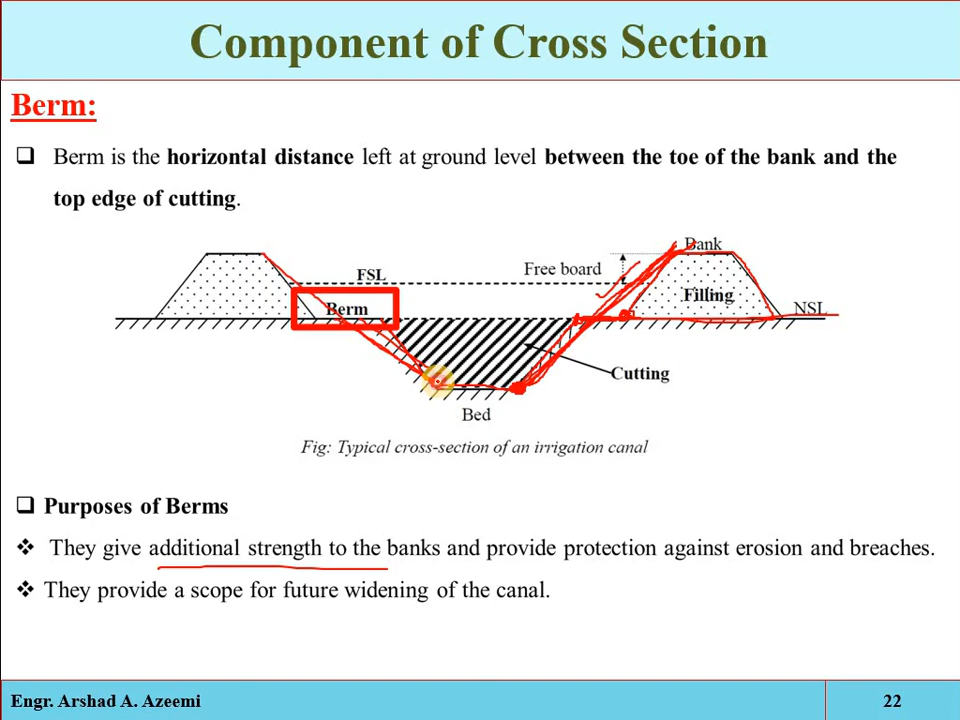 Component of Cross Section
Berm:
❑ Berm is the horizontal distance left at ground level between the toe of the bank and the
top edge of cutting.
Bank
FSL
Free board
Berm
Filling
NSL
Cutting
Bed
Fig: Typical cross-section of an irrigation canal
❑ Purposes of Berms
❖ They give additional strength to the banks and provide protection against erosion and breaches.
❖ They provide a scope for future widening of the canal.
Engr. Arshad A. Azeemi
22